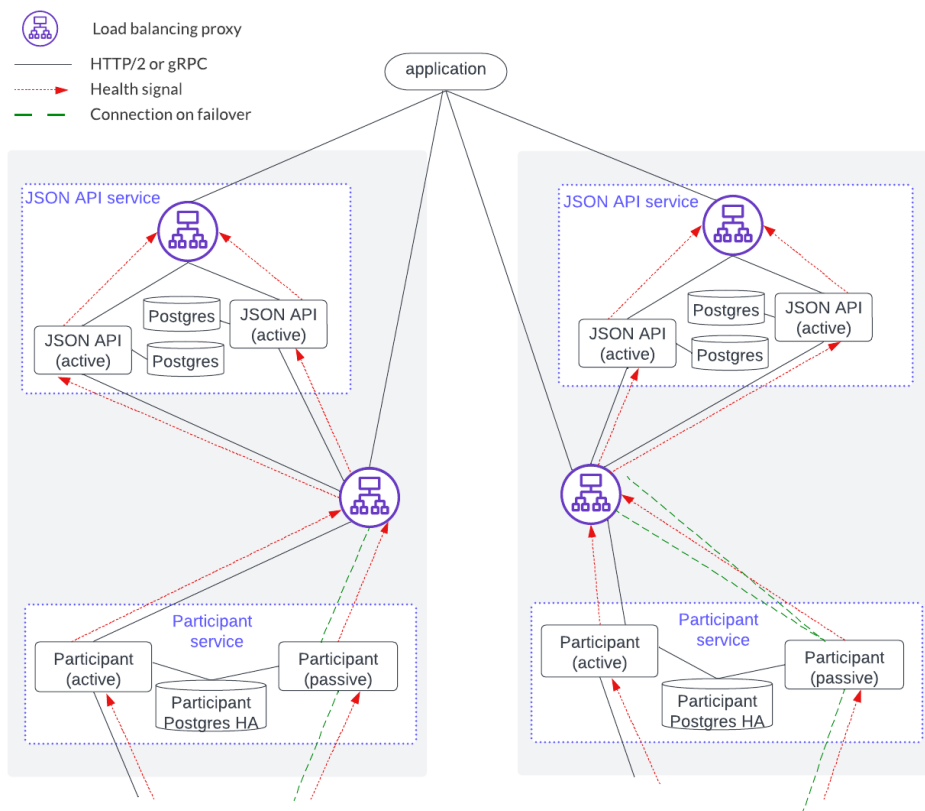 Load balancing proxy
HTTP/2 or gRPC
Health signal
Connection on failover
application
JSON API service
Postgres
JSON API
(active)
JSON API
(active)
Postgres
Participant
service
Participant
(active)
Participant
(passive)
Participant
Postgres HA
JSON API service
Postgres
JSON API
(active)
JSON API
(active)
Postgres
Participant
service
Participant
(active)
Participant
(passive)
Participant
Postgres HA